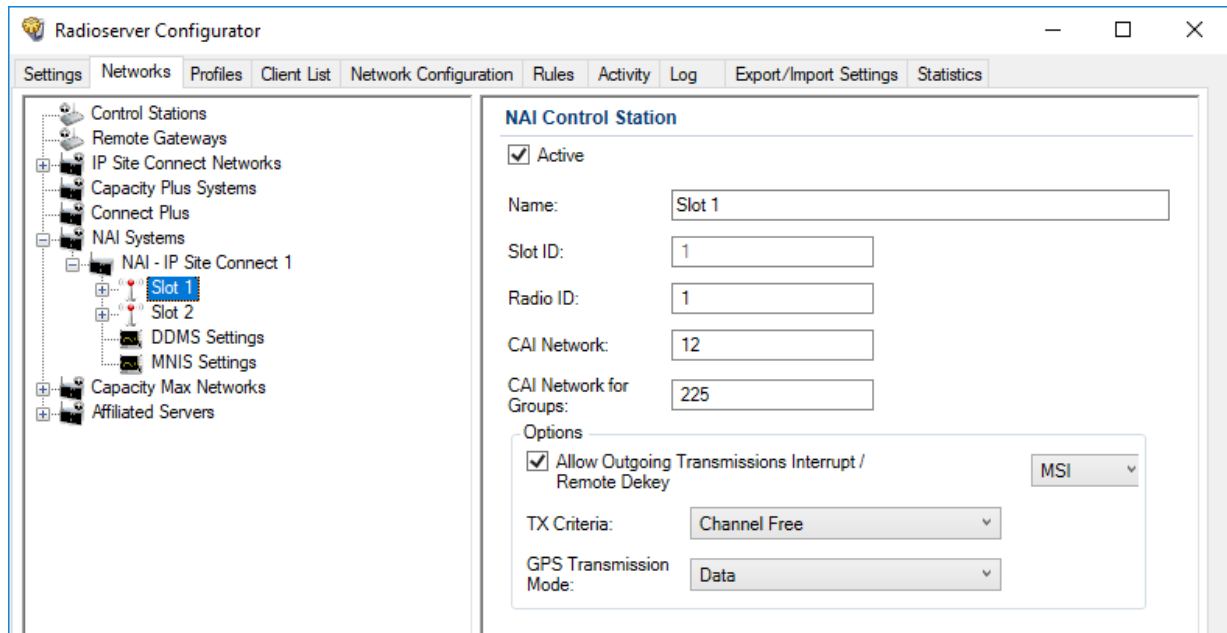 Radioserver Configurator
Settings Networks Profiles Client List Network Configuration Rules Activity Log Export/Import Settings Statistics
Control Stations
Remote Gateways
IP Site Connect Networks
Capacity Plus Systems
Connect Plus
NAI Systems
NAI - IP Site Connect 1
Slot 1
Slot 2
DDMS Settings
MNIS Settings
Capacity Max Networks
Affiliated Servers
NAI Control Station
Active
Name: Slot 1
Slot ID: 1
Radio ID: 1
CAI Network: 12
CAI Network for
Groups: 225
Options
Allow Outgoing Transmissions Interrupt /
Remote Dekey MSI
TX Criteria: Channel Free
GPS Transmission
Mode: Data